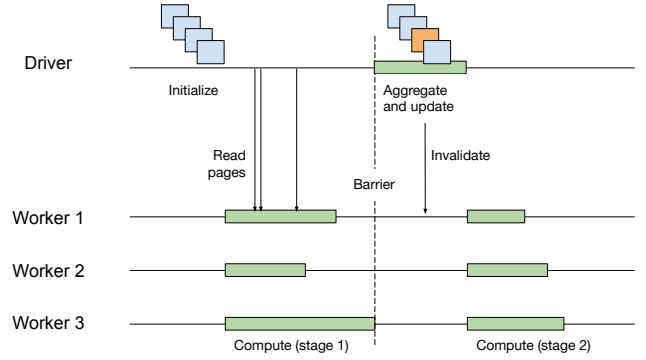 Driver
Initialize
Aggregate
and update
Read
pages
Invalidate
Barrier
Worker 1
Worker 2
Worker 3
Compute (stage 1)
Compute (stage 2)